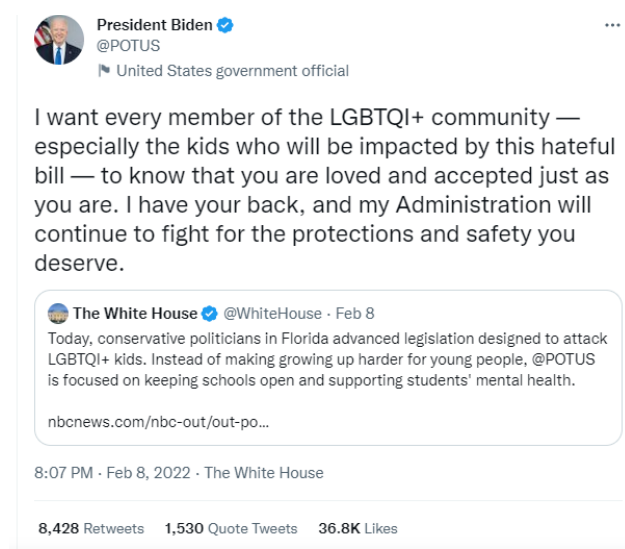 President Biden
@POTUS
United States government official
I want every member of the LGBTQI+ community —
especially the kids who will be impacted by this hateful
bill — to know that you are loved and accepted just as
you are. I have your back, and my Administration will
continue to fight for the protections and safety you
deserve.
The White House @WhiteHouse · Feb 8
Today, conservative politicians in Florida advanced legislation designed to attack
LGBTQI+ kids. Instead of making growing up harder for young people, @POTUS
is focused on keeping schools open and supporting students' mental health.
nbcnews.com/nbc-out/out-po...
8:07 PM · Feb 8, 2022 · The White House
8,428 Retweets 1,530 Quote Tweets 36.8K Likes